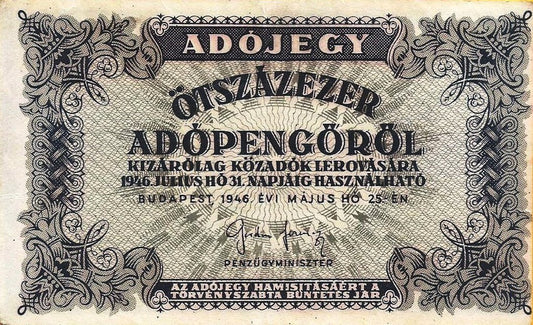 ADÓJEGY
ÖTSZÁZEZER
ADÓPENGŐRŐL
KIZÁRÓLAG KÖZADÓK LEROVÁSÁRA
1946. JULIUS HÓ 31. NAPJÁIG HASZNÁLHATÓ
BUDAPEST, 1946. ÉVI MÁJUS HÓ 25-ÉN.
PÉNZÜGYMINISZTER
AZ ADÓJEGY HAMISITÁSÁÉRT A
TÖRVÉNYSZABTA BÜNTETÉS JÁR